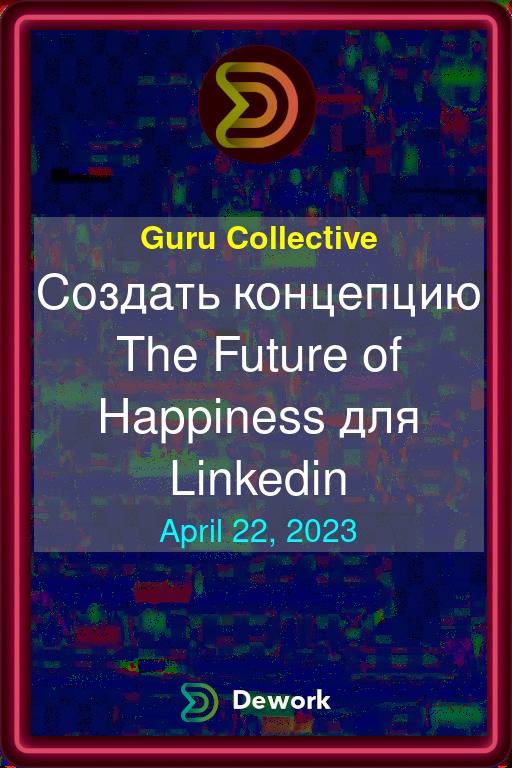 Guru Collective
Создать концепцию
The Future of
Happiness для
Linkedin
April 22, 2023
Dework